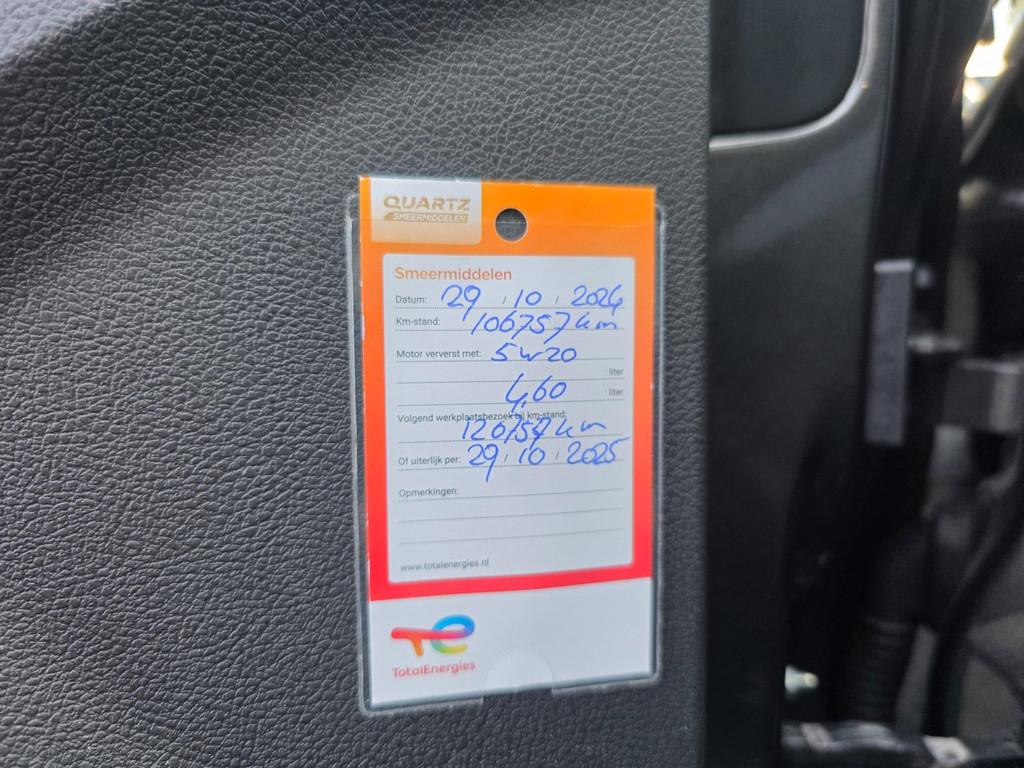 QUARTZ
SMEERMIDDELEN
Smeermiddelen
Datum: 29 / 10 / 2024
Km-stand: 106757 km
Motor ververst met: 5w20
: liter
4,60 : liter
Volgend werkplaatsbezoek bij km-stand:
126757 km
Of uiterlijk per: 29 / 10 / 2025
Opmerkingen:
www.totalenergies.nl
TotalEnergies